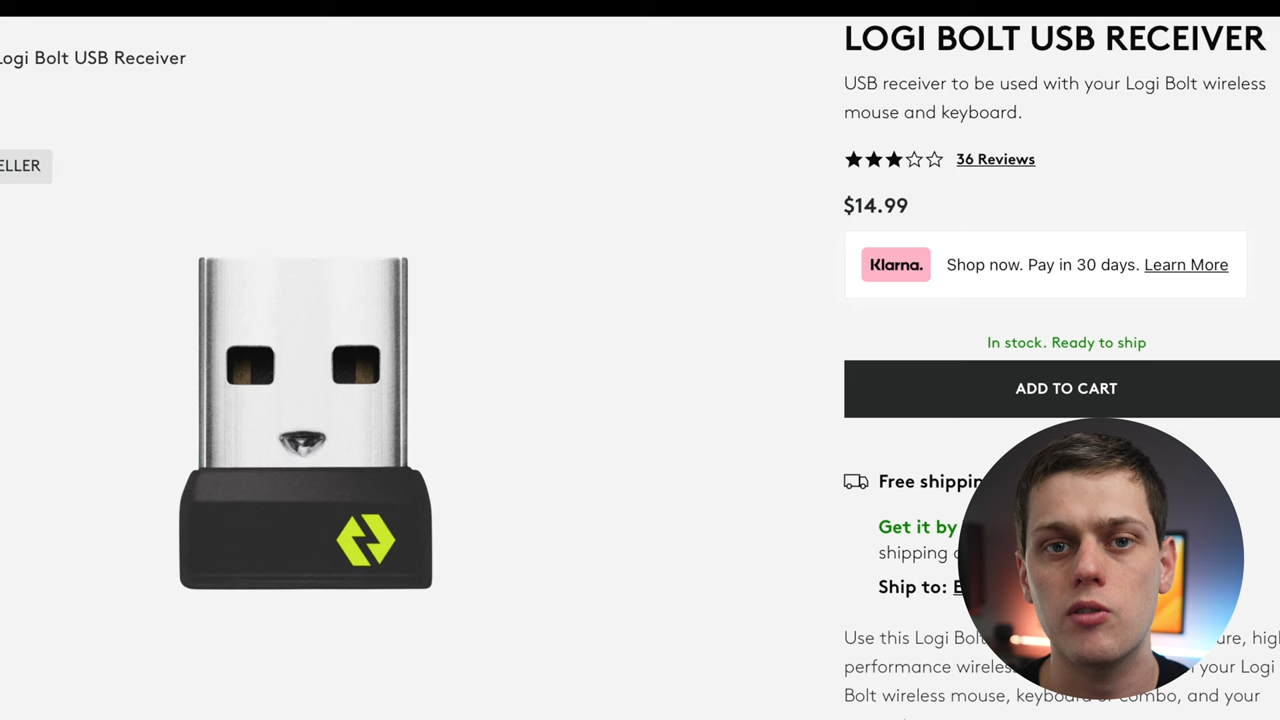 Logi Bolt USB Receiver
ELLER
LOGI BOLT USB RECEIVER
USB receiver to be used with your Logi Bolt wireless
mouse and keyboard.
36 Reviews
$14.99
Klarna. Shop now. Pay in 30 days. Learn More
In stock. Ready to ship
ADD TO CART
Free shippin
Get it by
shipping
Ship to:
Use this Logi Bolt
performance wireles your Logi
Bolt wireless mouse, keyboard or combo, and your